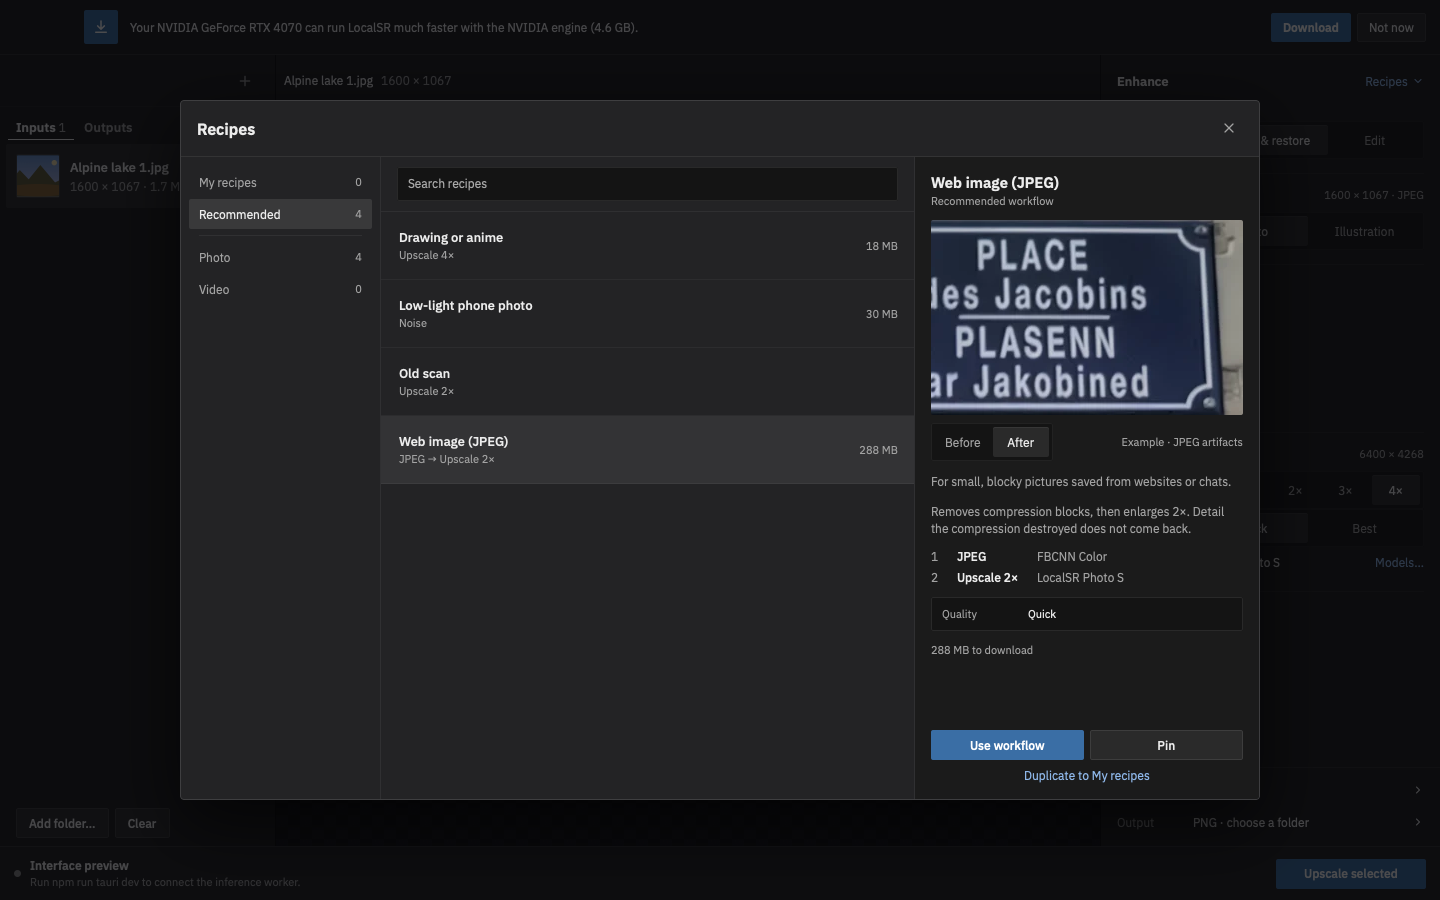 Your NVIDIA GeForce RTX 4070 can run LocalSR much faster with the NVIDIA engine (4.6 GB).
Download
Not now
Alpine lake 1.jpg 1600 × 1067
Enhance
Recipes
Inputs 1
Outputs
Alpine lake 1.jpg
1600 × 1067 · 1.7 M
& restore
Edit
1600 × 1067 · JPEG
Illustration
6400 × 4268
2×
3×
4×
Best
to S
Models...
Recipes
My recipes 0
Recommended 4
Photo 4
Video 0
Search recipes
Drawing or anime
Upscale 4×
18 MB
Low-light phone photo
Noise
30 MB
Old scan
Upscale 2×
Web image (JPEG)
JPEG → Upscale 2×
288 MB
Web image (JPEG)
Recommended workflow
PLACE
des Jacobins
PLASENN
ar Jakobined
Before
After
Example · JPEG artifacts
For small, blocky pictures saved from websites or chats.
Removes compression blocks, then enlarges 2×. Detail
the compression destroyed does not come back.
1 JPEG FBCNN Color
2 Upscale 2× LocalSR Photo S
Quality Quick
288 MB to download
Use workflow
Pin
Duplicate to My recipes
Add folder...
Clear
Output PNG · choose a folder
Interface preview
Run npm run tauri dev to connect the inference worker.
Upscale selected